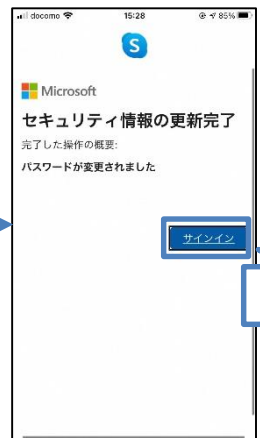 docomo 15:28 85%
Microsoft
セキュリティ情報の更新完了
完了した操作の概要:
パスワードが変更されました
サインイン